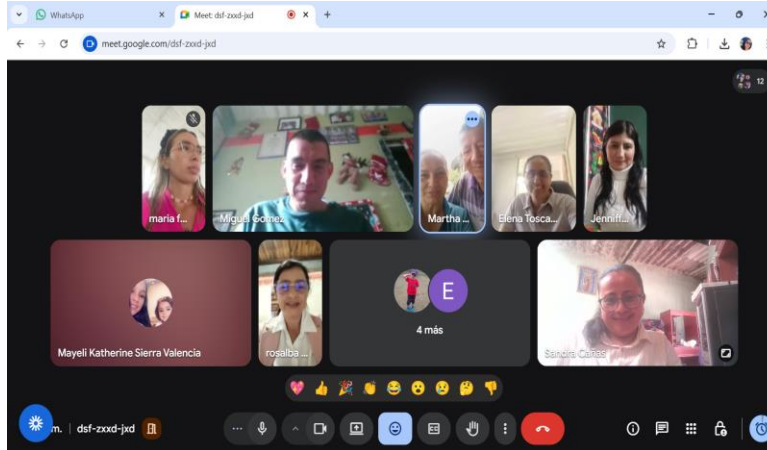 WhatsApp
Meet: dsf-zxxd-jxd
meet.google.com/dsf-zxxd-jxd
12
maria f...
Miguel Gomez
Martha ...
Elena Tosca...
Jenniff...
Mayeli Katherine Sierra Valencia
rosalba ...
E
4 más
Sandra Cañas
m. | dsf-zxxd-jxd